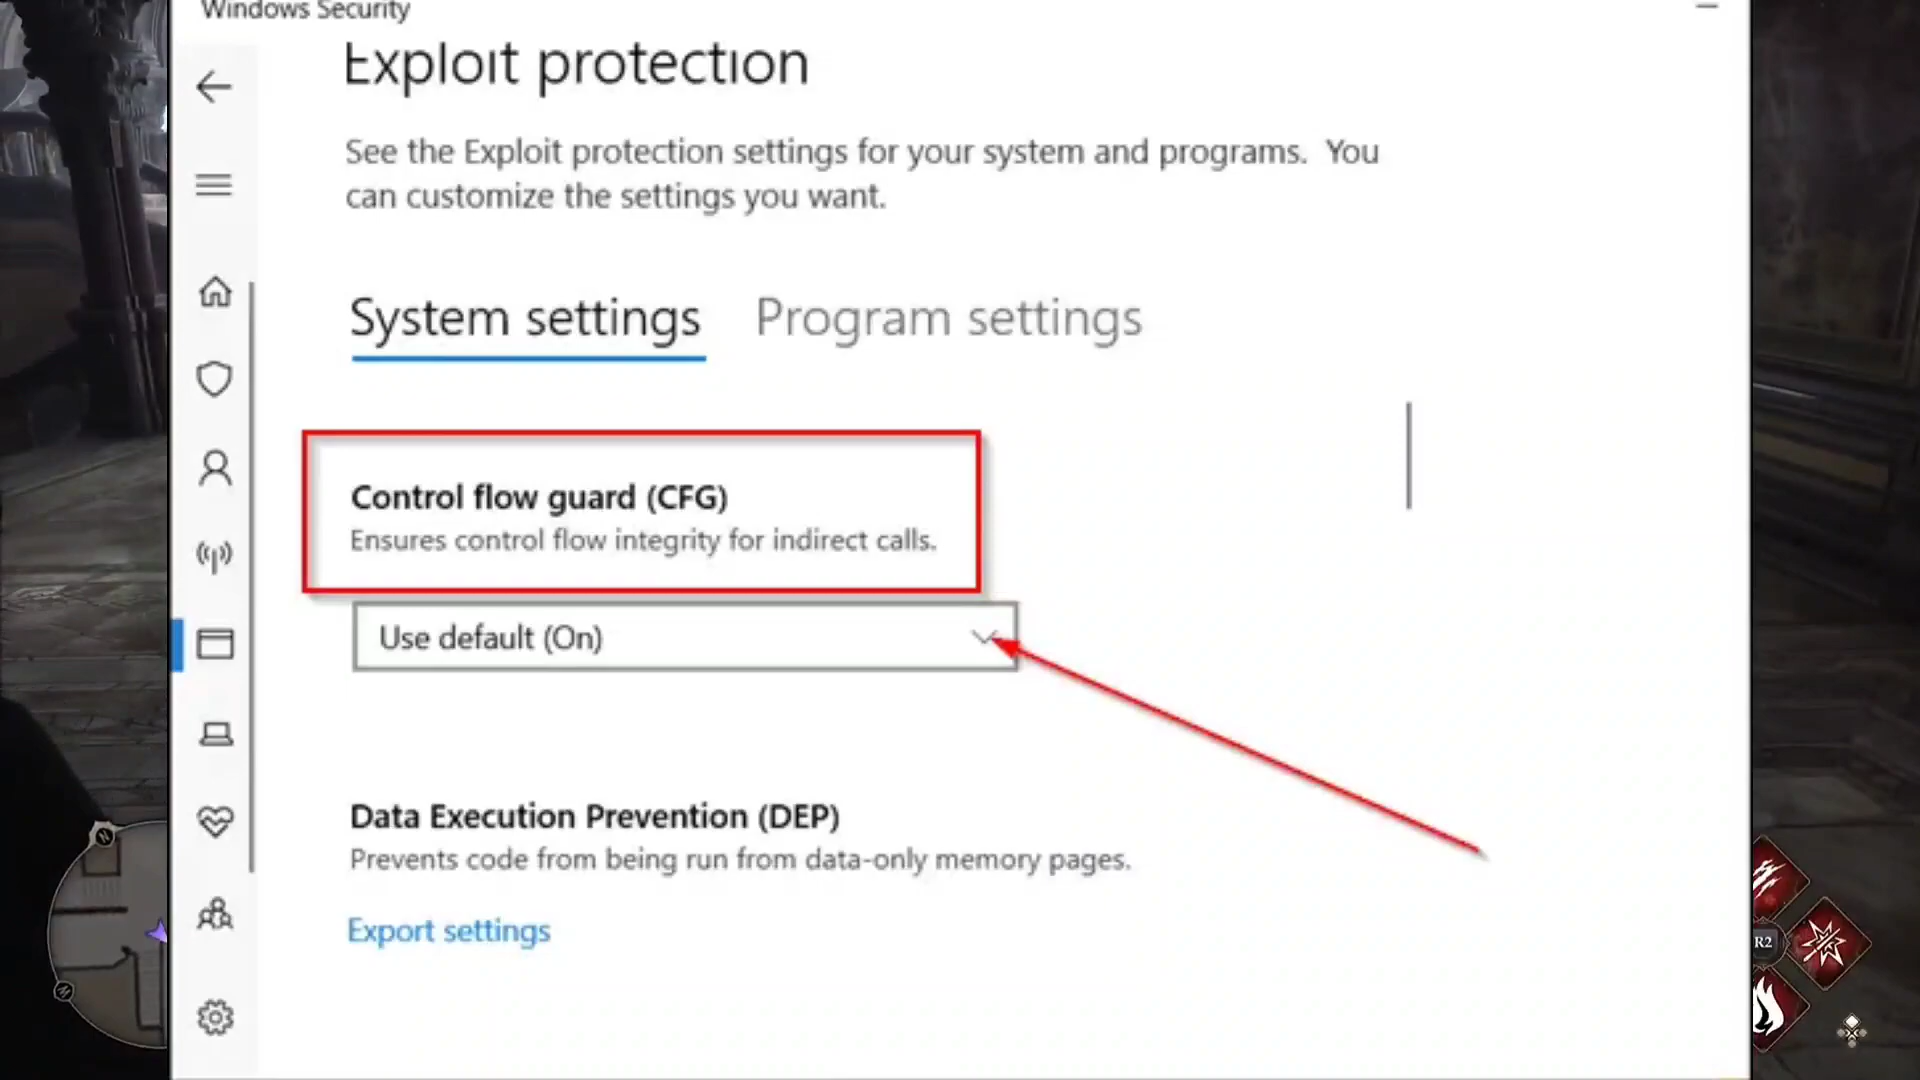 Windows Security
Exploit protection
See the Exploit protection settings for your system and programs. You
can customize the settings you want.
System settings
Program settings
Control flow guard (CFG)
Ensures control flow integrity for indirect calls.
Use default (On)
Data Execution Prevention (DEP)
Prevents code from being run from data-only memory pages.
Export settings
N
R2